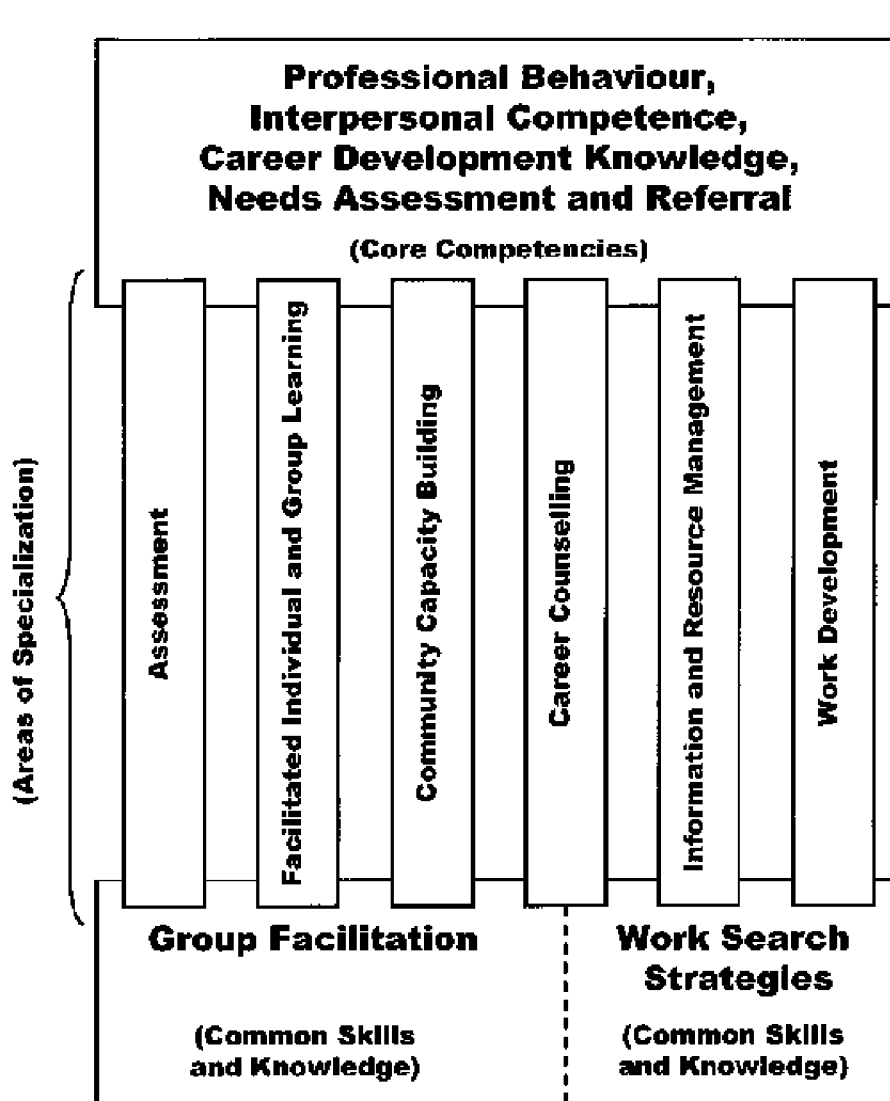 Professional Behaviour,
Interpersonal Competence,
Career Development Knowledge,
Needs Assessment and Referral
(Core Competencies)
(Areas of Specialization)
Assessment
Facilitated Individual and Group Learning
Community Capacity Building
Career Counselling
Information and Resource Management
Work Development
Group Facilitation
(Common Skills
and Knowledge)
Work Search
Strategies
(Common Skills
and Knowledge)